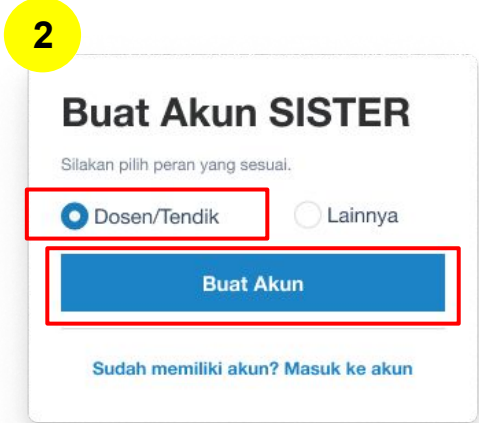 2
Buat Akun SISTER
Silakan pilih peran yang sesuai.
Dosen/Tendik Lainnya
Buat Akun
Sudah memiliki akun? Masuk ke akun